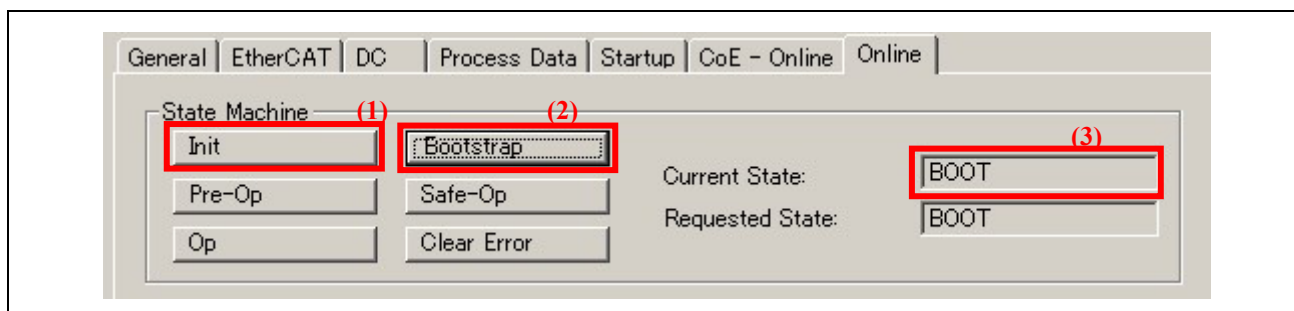 General EtherCAT DC Process Data Startup CoE - Online Online
State Machine (1) (2)
Init Bootstrap (3)
Current State: BOOT
Pre-Op Safe-Op
Requested State: BOOT
Op Clear Error